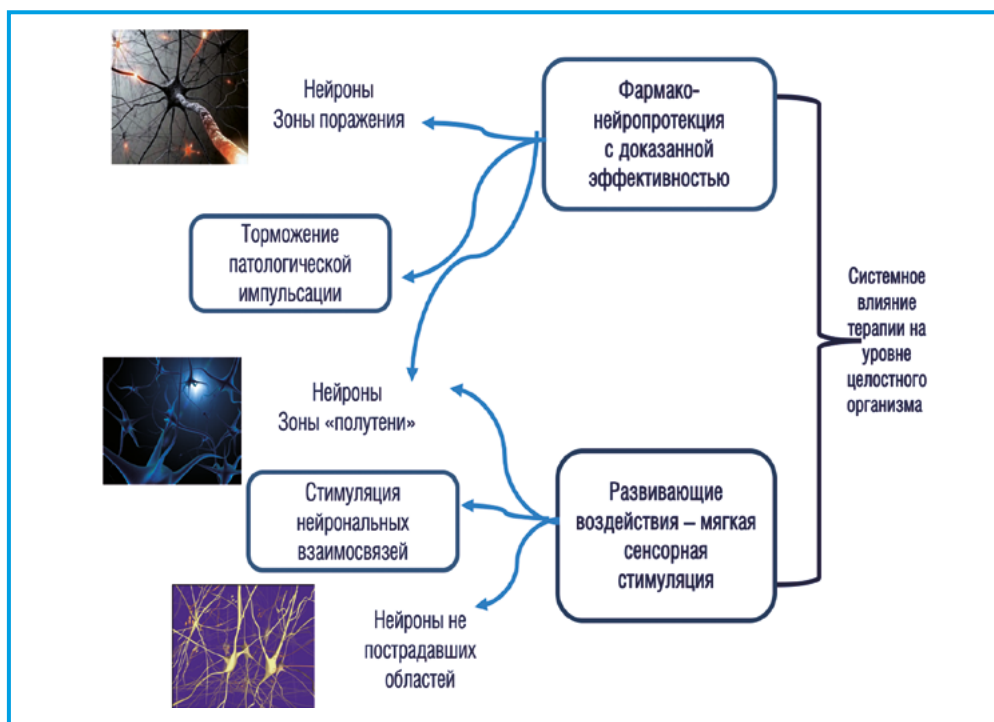 Нейроны
Зоны поражения
Фармако-
нейропротекция
с доказанной
эффективностью
Торможение
патологической
импульсации
Системное
влияние
терапии на
уровне
целостного
организма
Нейроны
Зоны «полутени»
Стимуляция
нейрональных
взаимосвязей
Развивающие
воздействия – мягкая
сенсорная
стимуляция
Нейроны не
пострадавших
областей